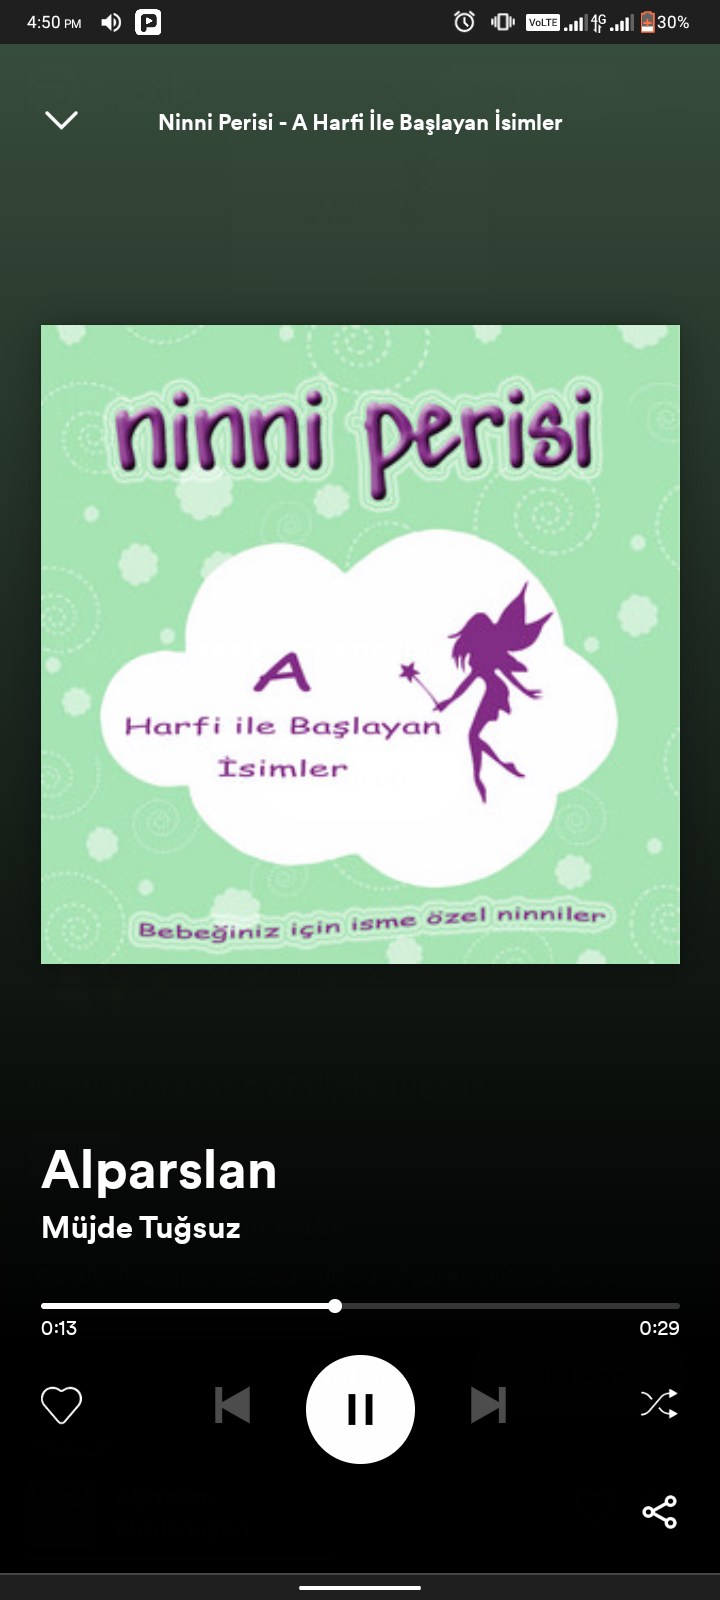 4:50 PM
VoLTE 4G 30%
Ninni Perisi - A Harfi İle Başlayan İsimler
ninni perisi
A
Harfi ile Başlayan
İsimler
Bebeğiniz için isme özel ninniler
Alparslan
Müjde Tuğsuz
0:13
0:29